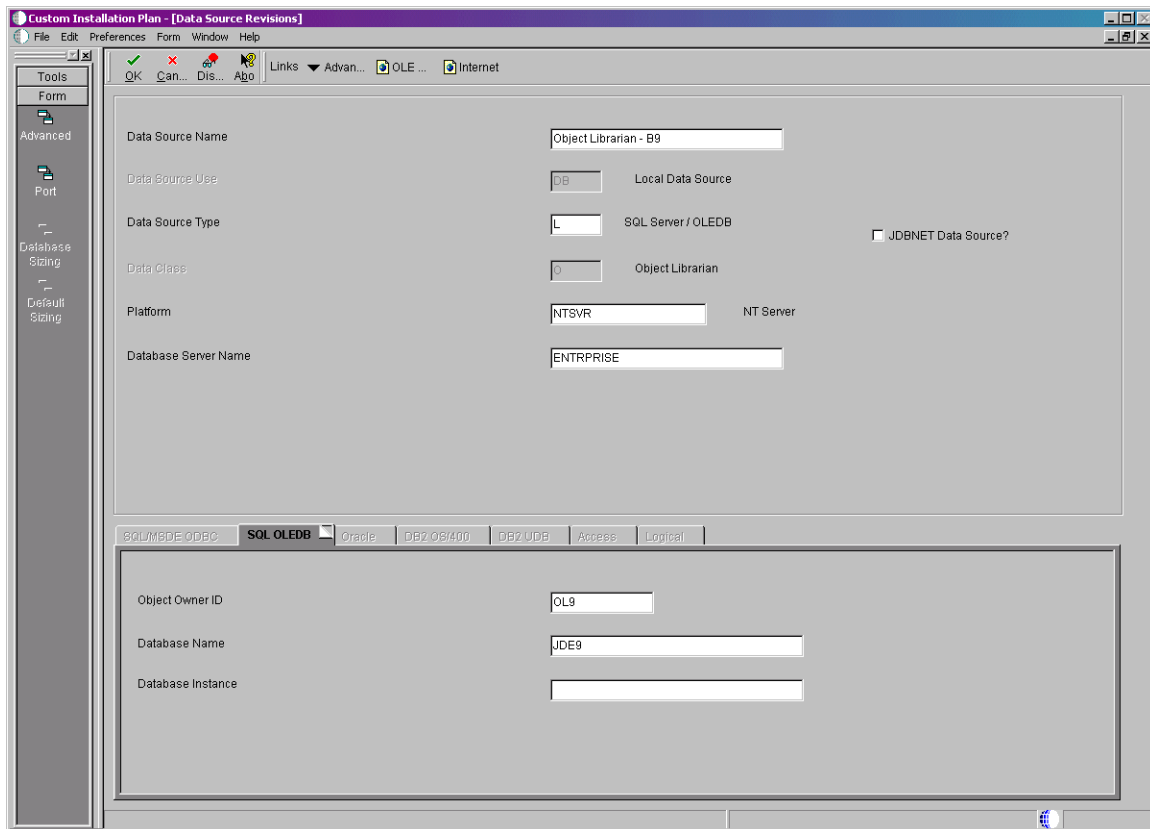 Custom Installation Plan - [Data Source Revisions]
File Edit Preferences Form Window Help
OK Can... Dis... Abo Links Advan... OLE ... Internet
Tools
Form
Advanced
Port
Database
Sizing
Default
Sizing
Data Source Name Object Librarian - B9
Data Source Use DB Local Data Source
Data Source Type L SQL Server / OLEDB
JDBNET Data Source?
Data Class O Object Librarian
Platform NTSVR NT Server
Database Server Name ENTRPRISE
SQL/MSDE ODBC SQL OLEDB Oracle DB2 OS/400 DB2 UDB Access Logical
Object Owner ID OL9
Database Name JDE9
Database Instance